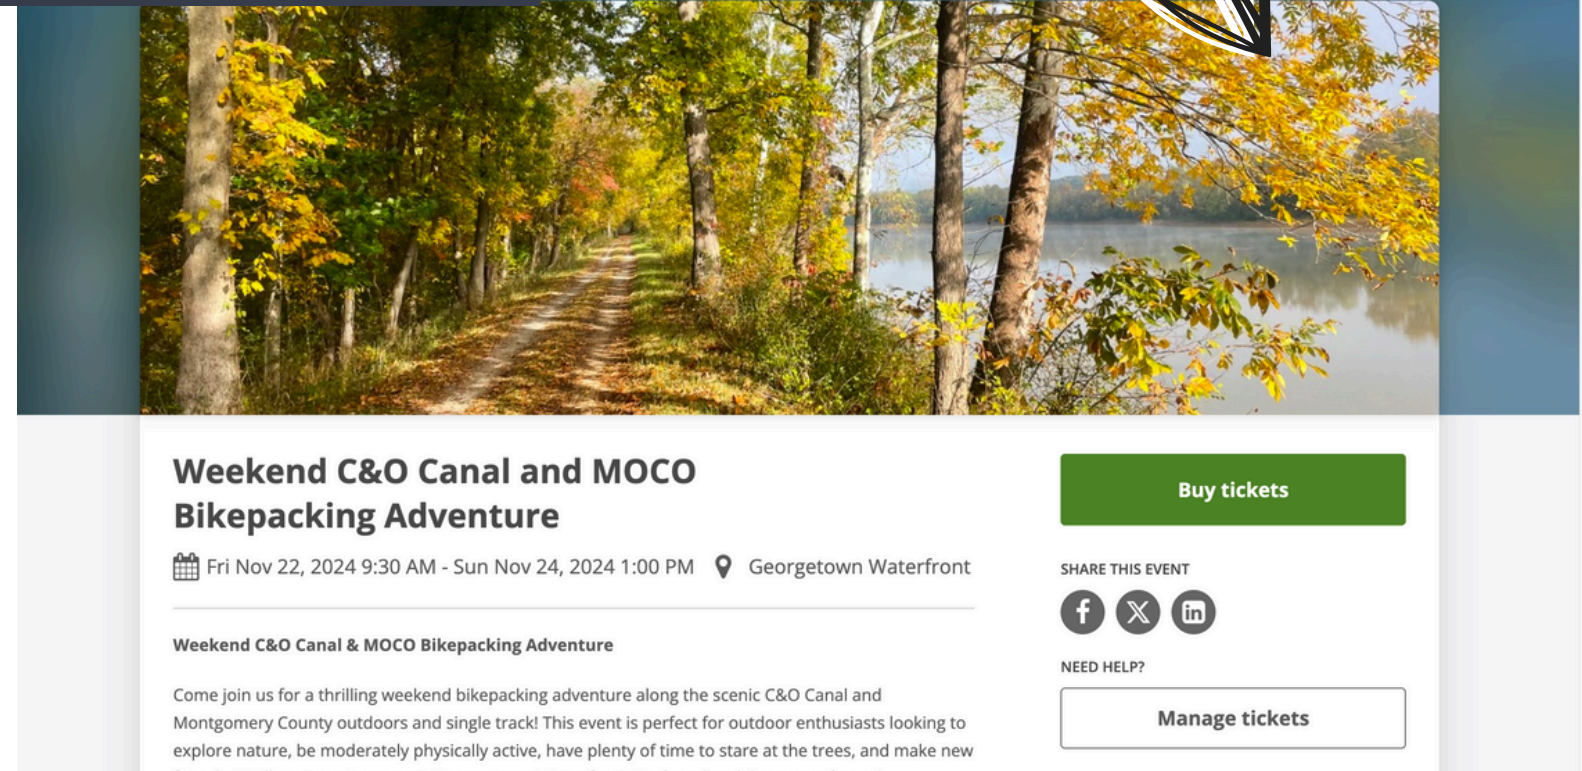 Weekend C&O Canal and MOCO
Bikepacking Adventure
Fri Nov 22, 2024 9:30 AM - Sun Nov 24, 2024 1:00 PM Georgetown Waterfront
Weekend C&O Canal & MOCO Bikepacking Adventure
Come join us for a thrilling weekend bikepacking adventure along the scenic C&O Canal and
Montgomery County outdoors and single track! This event is perfect for outdoor enthusiasts looking to
explore nature, be moderately physically active, have plenty of time to stare at the trees, and make new
Buy tickets
SHARE THIS EVENT
f X in
NEED HELP?
Manage tickets